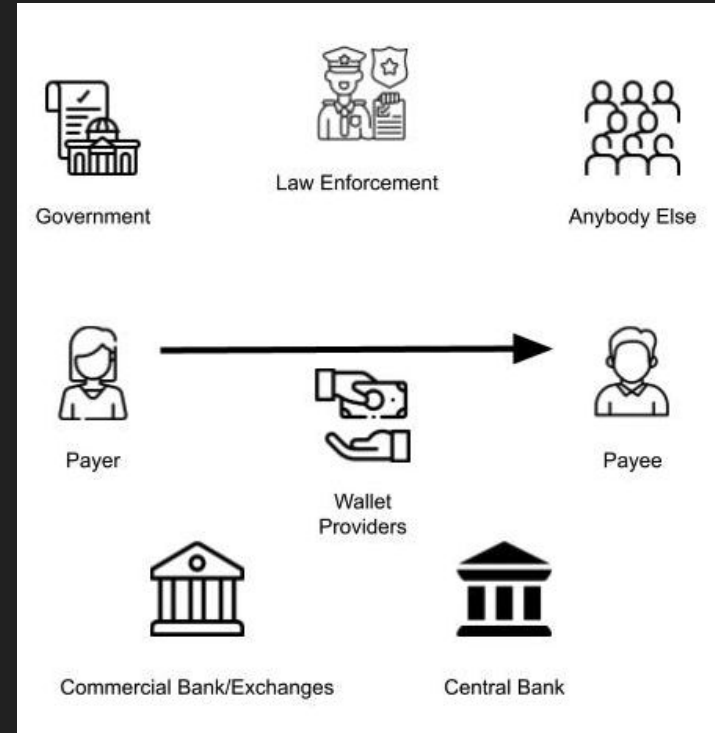 Law Enforcement
Government
Anybody Else
Payer
Payee
Wallet
Providers
Commercial Bank/Exchanges
Central Bank